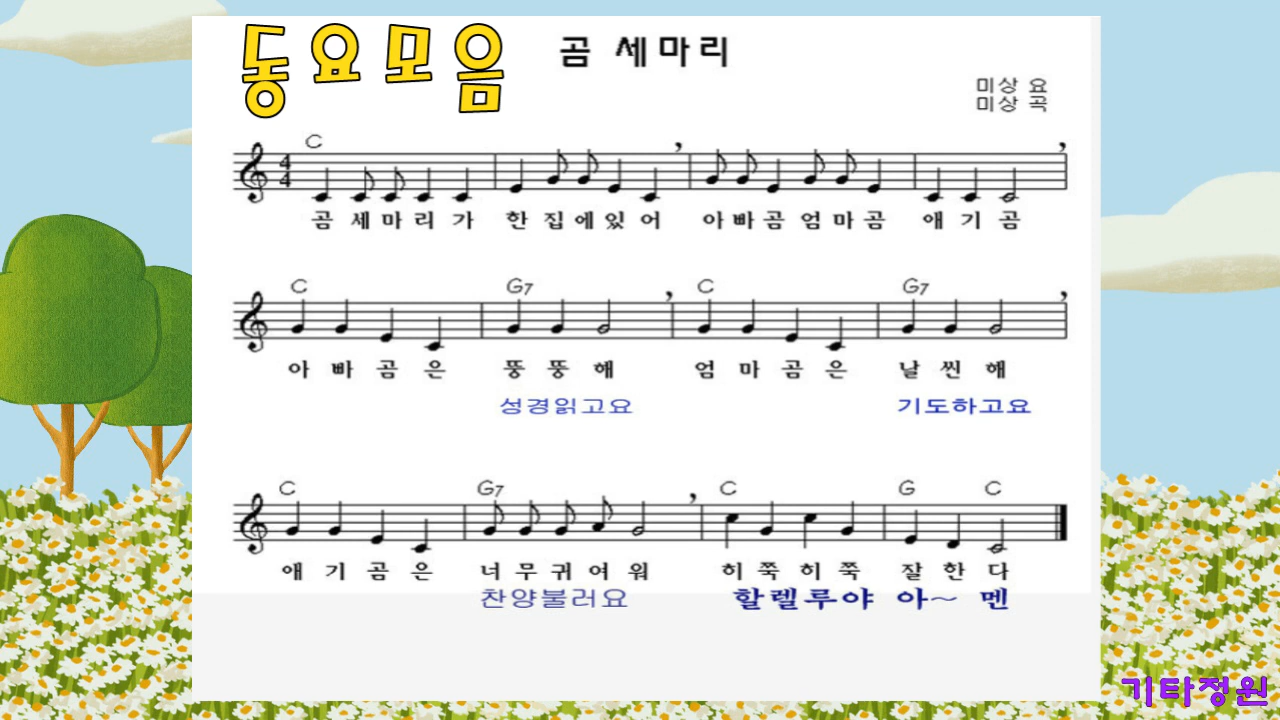 동요모음
곰 세마리
미상 요
미상 곡
C
4
4
곰 세마리가 한집에있어 아빠곰엄마곰 애기곰
C G7 C G7
아빠곰은 뚱뚱해 엄마곰은 날씬해
성경읽고요 기도하고요
C G7 C G C
애기곰은 너무귀여워 히쭉히쭉 잘한다
찬양불러요 할렐루야 아~ 멘
기타정원